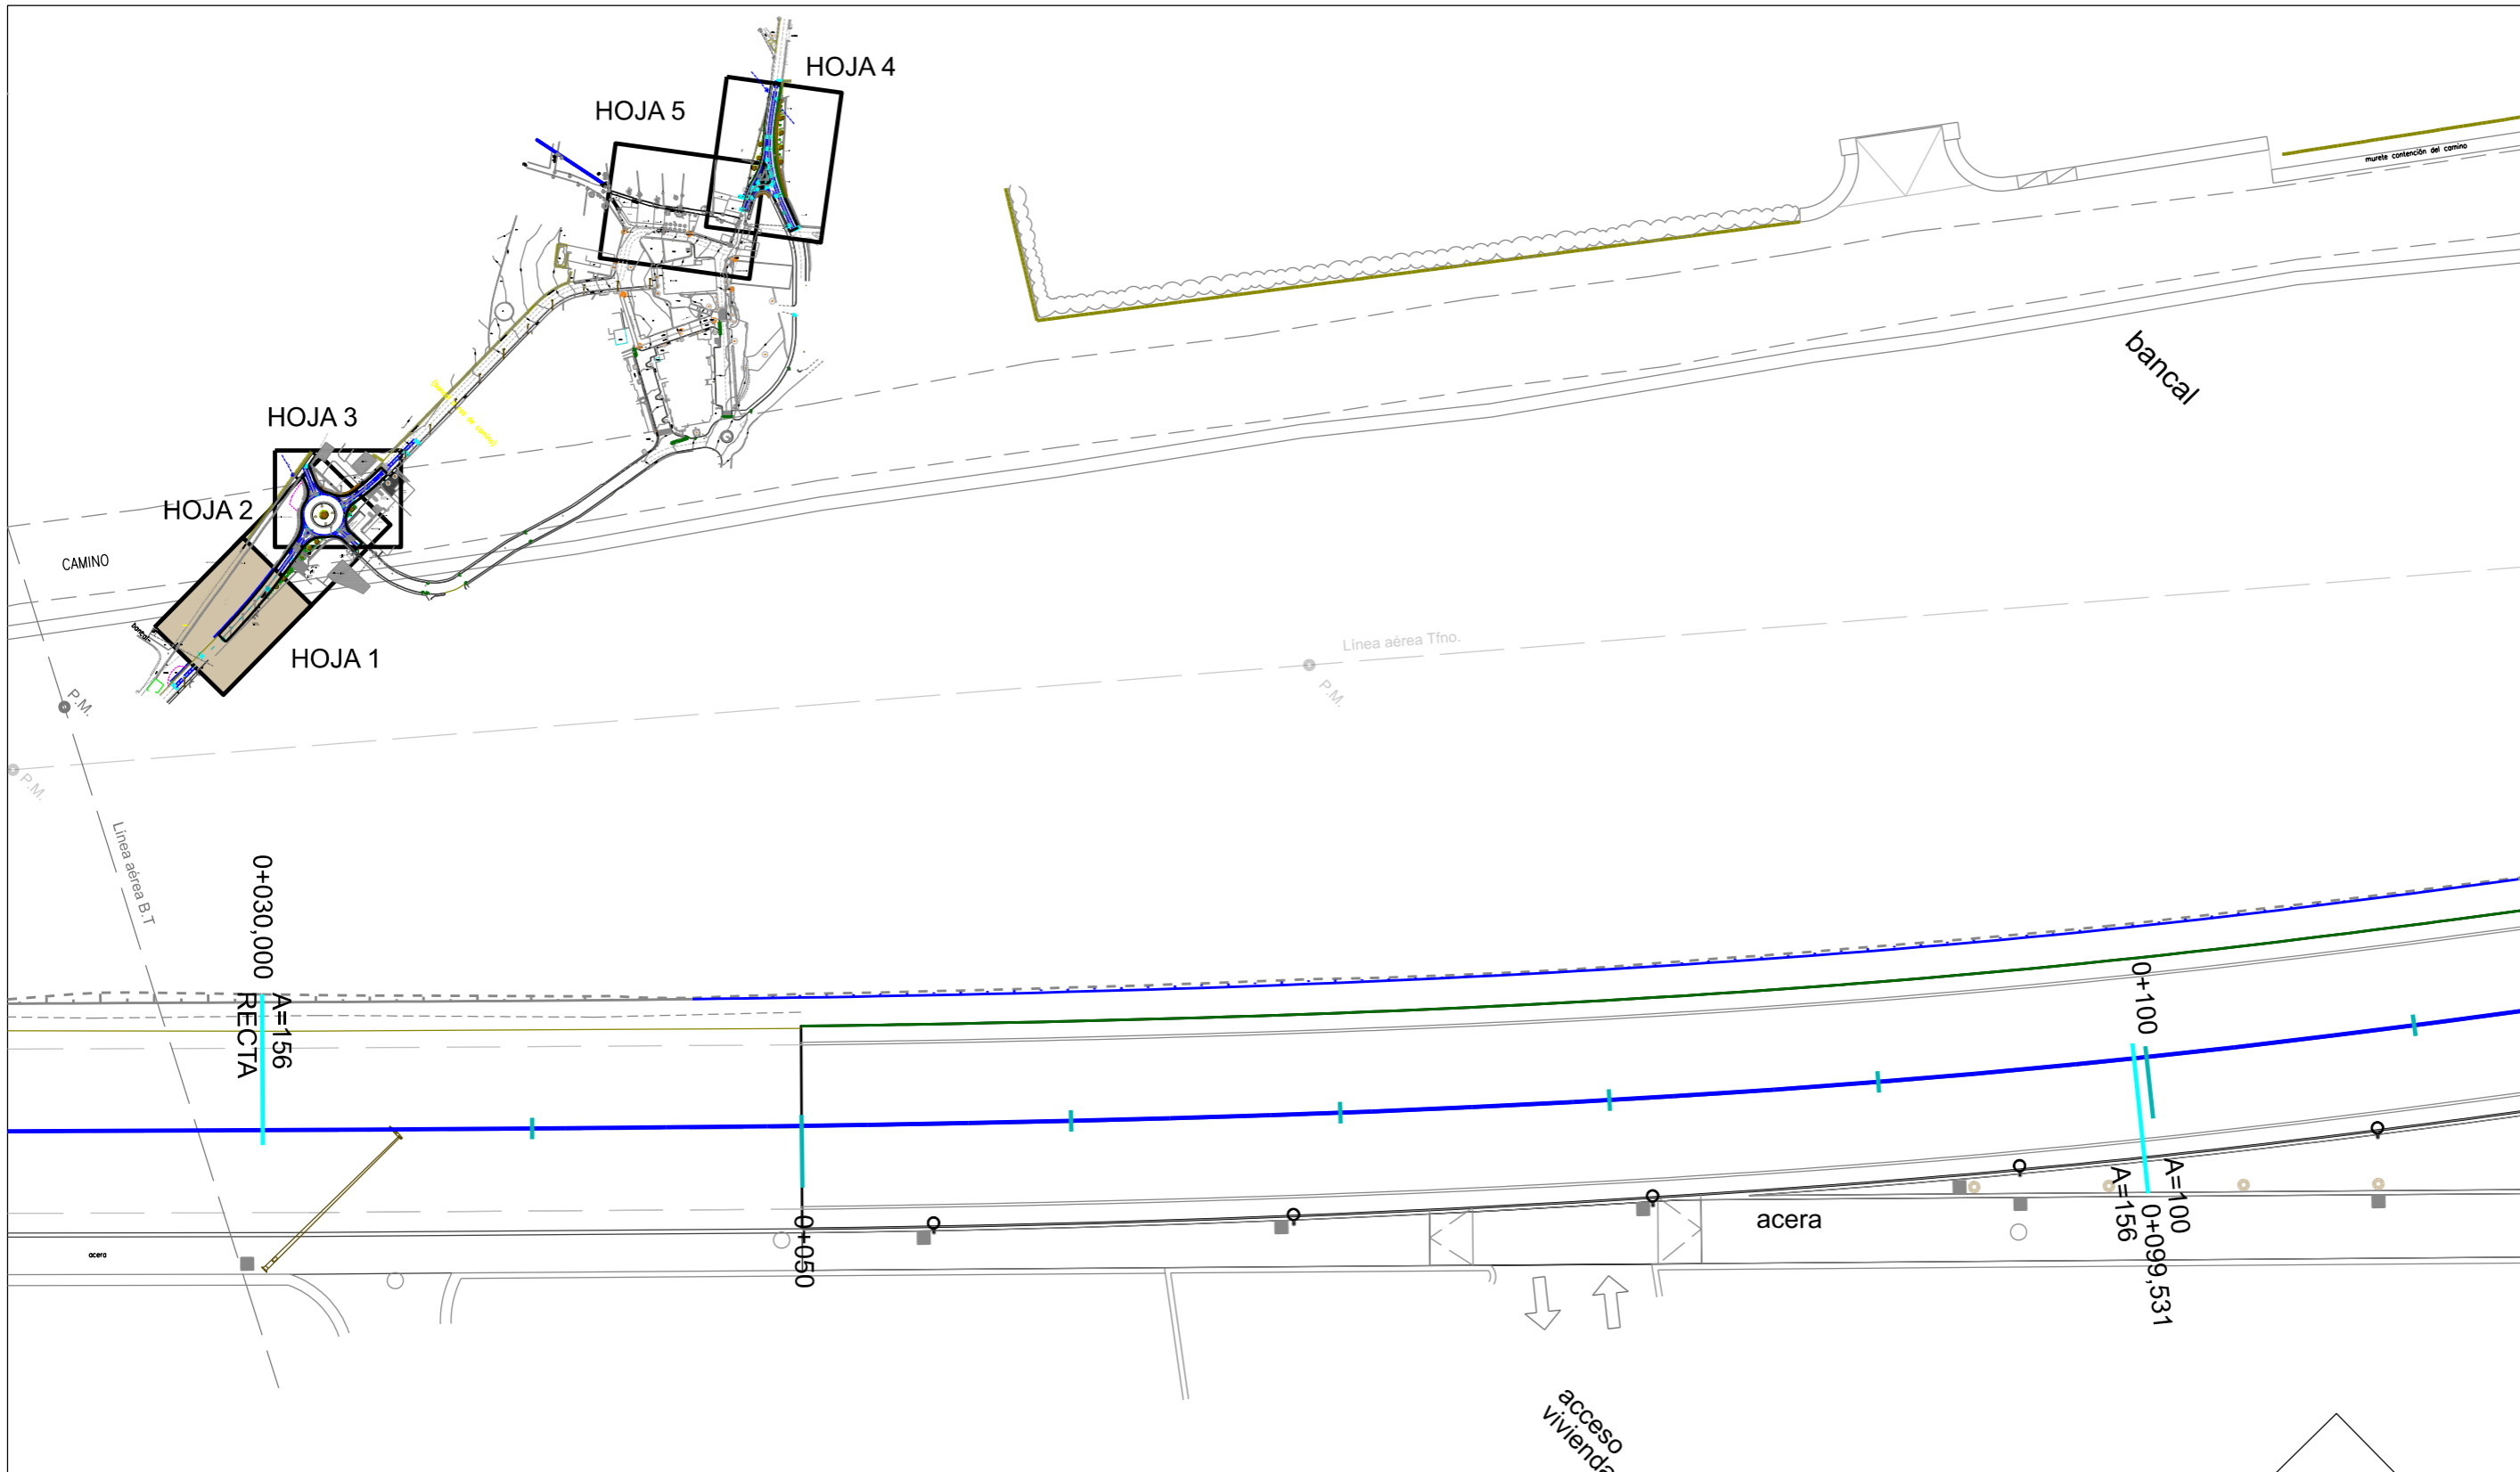 HOJA 4
HOJA 5
murete contención del camino
bancal
HOJA 3
HOJA 2
CAMINO
bancal
HOJA 1
Línea aérea Tfno.
P.M.
P.M.
P.M.
Línea aérea B.T
0+030,000
A=156
RECTA
0+100
A=100
A=156
0+099,531
acera
0+050
acera
acceso
vivienda